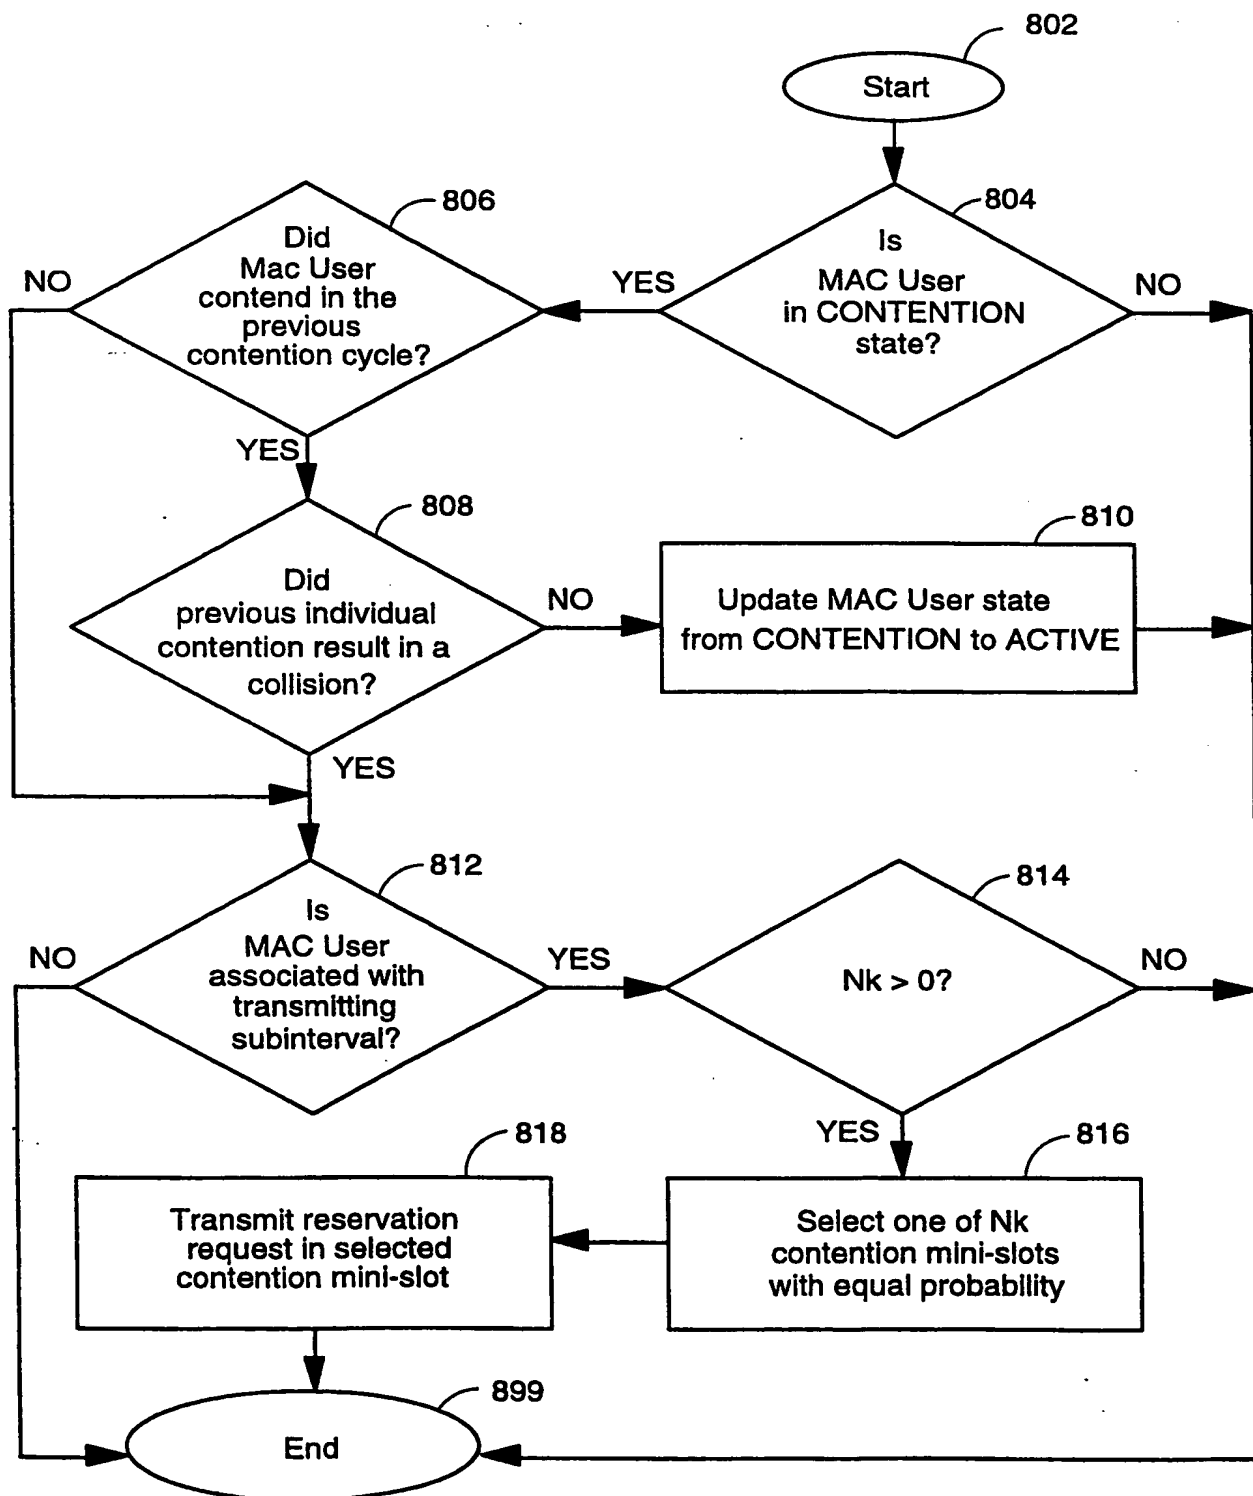 802
Start
804
Is
MAC User
in CONTENTION
state?
YES
NO
806
Did
Mac User
contend in the
previous
contention cycle?
NO
YES
808
Did
previous individual
contention result in a
collision?
NO
YES
810
Update MAC User state
from CONTENTION to ACTIVE
812
Is
MAC User
associated with
transmitting
subinterval?
NO
YES
814
Nk > 0?
NO
YES
816
Select one of Nk
contention mini-slots
with equal probability
818
Transmit reservation
request in selected
contention mini-slot
899
End